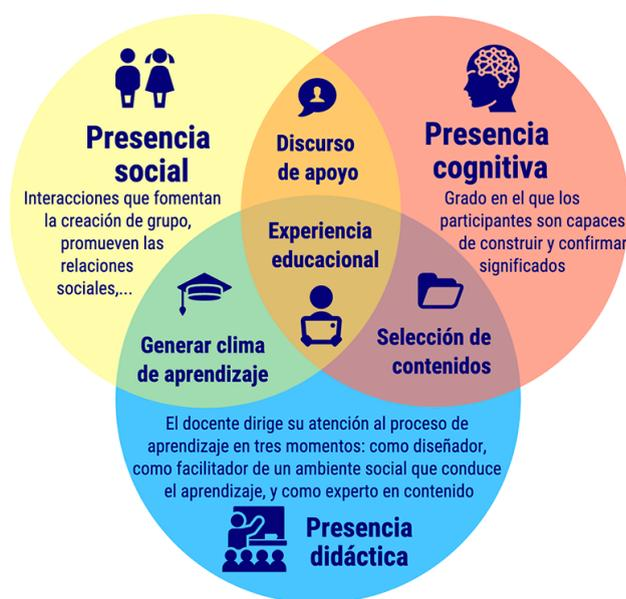 Presencia
social
Interacciones que fomentan
la creación de grupo,
promueven las
relaciones
sociales,...
Discurso
de apoyo
Presencia
cognitiva
Grado en el que los
participantes son capaces
de construir y confirmar
significados
Experiencia
educacional
Generar clima
de aprendizaje
Selección de
contenidos
El docente dirige su atención al proceso de
aprendizaje en tres momentos: como diseñador,
como facilitador de un ambiente social que conduce
el aprendizaje, y como experto en contenido
Presencia
didáctica